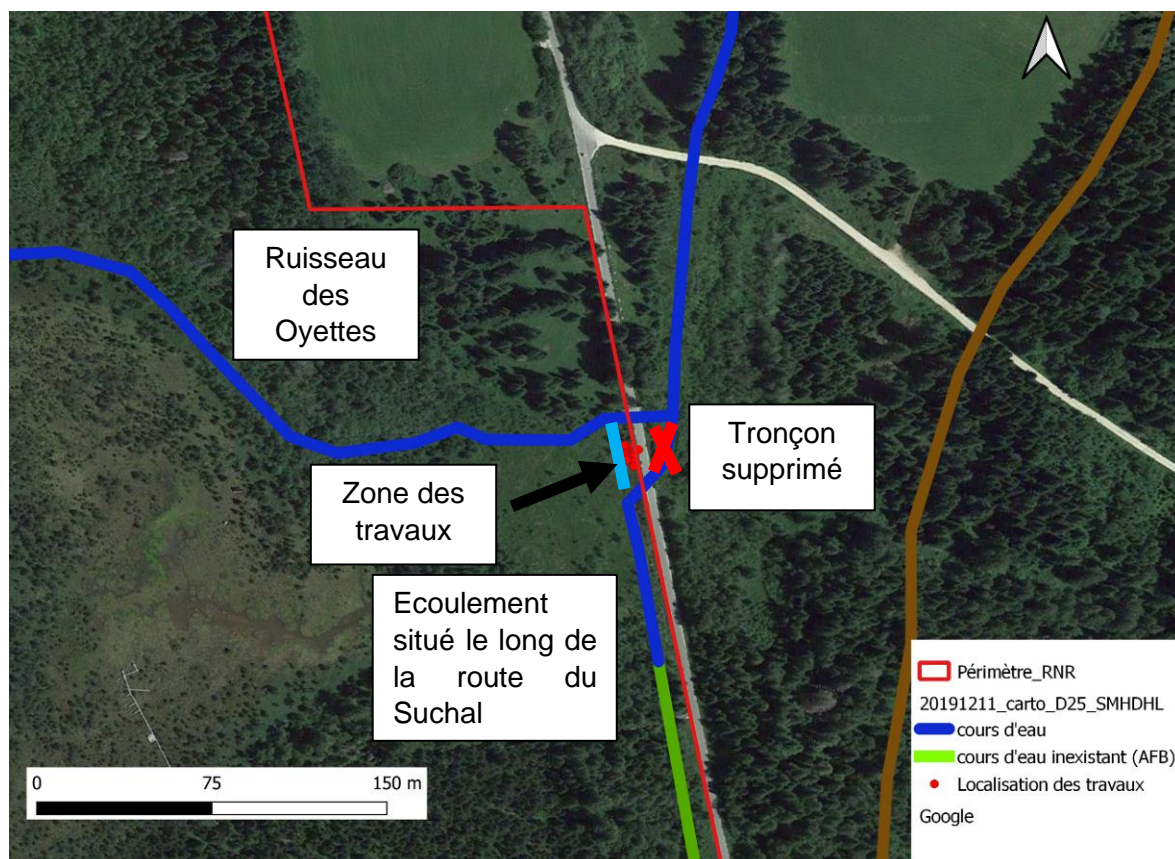 Ruisseau
des
Oyettes
Tronçon
supprimé
Zone des
travaux
Ecoulement
situé le long de
la route du
Suchal
0 75 150 m
Périmètre_RNR
20191211_carto_D25_SMHDHL
cours d'eau
cours d'eau inexistant (AFB)
Localisation des travaux
Google